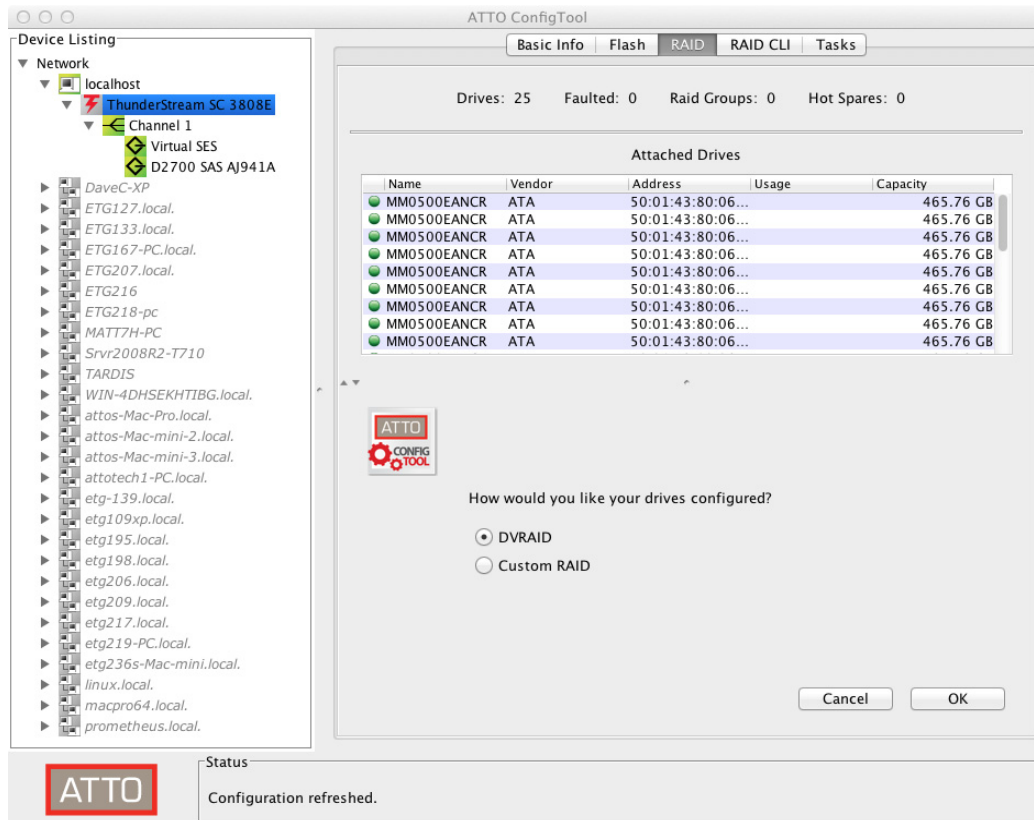 ATTO ConfigTool
Device Listing
Network
localhost
ThunderStream SC 3808E
Channel 1
Virtual SES
D2700 SAS AJ941A
DaveC-XP
ETG127.local.
ETG133.local.
ETG167-PC.local.
ETG207.local.
ETG216
ETG218-pc
MATT7H-PC
Srvr2008R2-T710
TARDIS
WIN-4DHSEKHTIBG.local.
attos-Mac-Pro.local.
attos-Mac-mini-2.local.
attos-Mac-mini-3.local.
attotech1-PC.local.
etg-139.local.
etg109xp.local.
etg195.local.
etg198.local.
etg206.local.
etg209.local.
etg217.local.
etg219-PC.local.
etg236s-Mac-mini.local.
linux.local.
macpro64.local.
prometheus.local.
Basic Info Flash RAID RAID CLI Tasks
Drives: 25 Faulted: 0 Raid Groups: 0 Hot Spares: 0
Attached Drives
Name Vendor Address Usage Capacity
MM0500EANCR ATA 50:01:43:80:06... 465.76 GB
MM0500EANCR ATA 50:01:43:80:06... 465.76 GB
MM0500EANCR ATA 50:01:43:80:06... 465.76 GB
MM0500EANCR ATA 50:01:43:80:06... 465.76 GB
MM0500EANCR ATA 50:01:43:80:06... 465.76 GB
MM0500EANCR ATA 50:01:43:80:06... 465.76 GB
MM0500EANCR ATA 50:01:43:80:06... 465.76 GB
MM0500EANCR ATA 50:01:43:80:06... 465.76 GB
MM0500EANCR ATA 50:01:43:80:06... 465.76 GB
ATTO
CONFIG
TOOL
How would you like your drives configured?
DVRAID
Custom RAID
Cancel OK
ATTO
Status
Configuration refreshed.